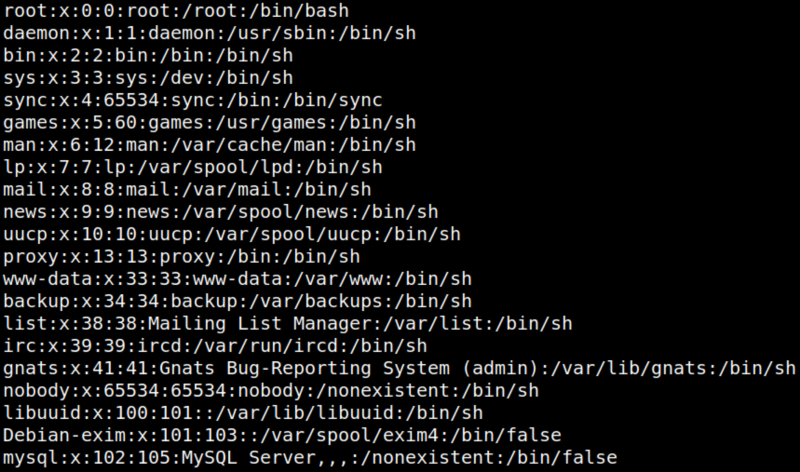 root:x:0:0:root:/root:/bin/bash
daemon:x:1:1:daemon:/usr/sbin:/bin/sh
bin:x:2:2:bin:/bin:/bin/sh
sys:x:3:3:sys:/dev:/bin/sh
sync:x:4:65534:sync:/bin:/bin/sync
games:x:5:60:games:/usr/games:/bin/sh
man:x:6:12:man:/var/cache/man:/bin/sh
lp:x:7:7:lp:/var/spool/lpd:/bin/sh
mail:x:8:8:mail:/var/mail:/bin/sh
news:x:9:9:news:/var/spool/news:/bin/sh
uucp:x:10:10:uucp:/var/spool/uucp:/bin/sh
proxy:x:13:13:proxy:/bin:/bin/sh
www-data:x:33:33:www-data:/var/www:/bin/sh
backup:x:34:34:backup:/var/backups:/bin/sh
list:x:38:38:Mailing List Manager:/var/list:/bin/sh
irc:x:39:39:ircd:/var/run/ircd:/bin/sh
gnats:x:41:41:Gnats Bug-Reporting System (admin):/var/lib/gnats:/bin/sh
nobody:x:65534:65534:nobody:/nonexistent:/bin/sh
libuuid:x:100:101::/var/lib/libuuid:/bin/sh
Debian-exim:x:101:103::/var/spool/exim4:/bin/false
mysql:x:102:105:MySQL Server,,,:/nonexistent:/bin/false